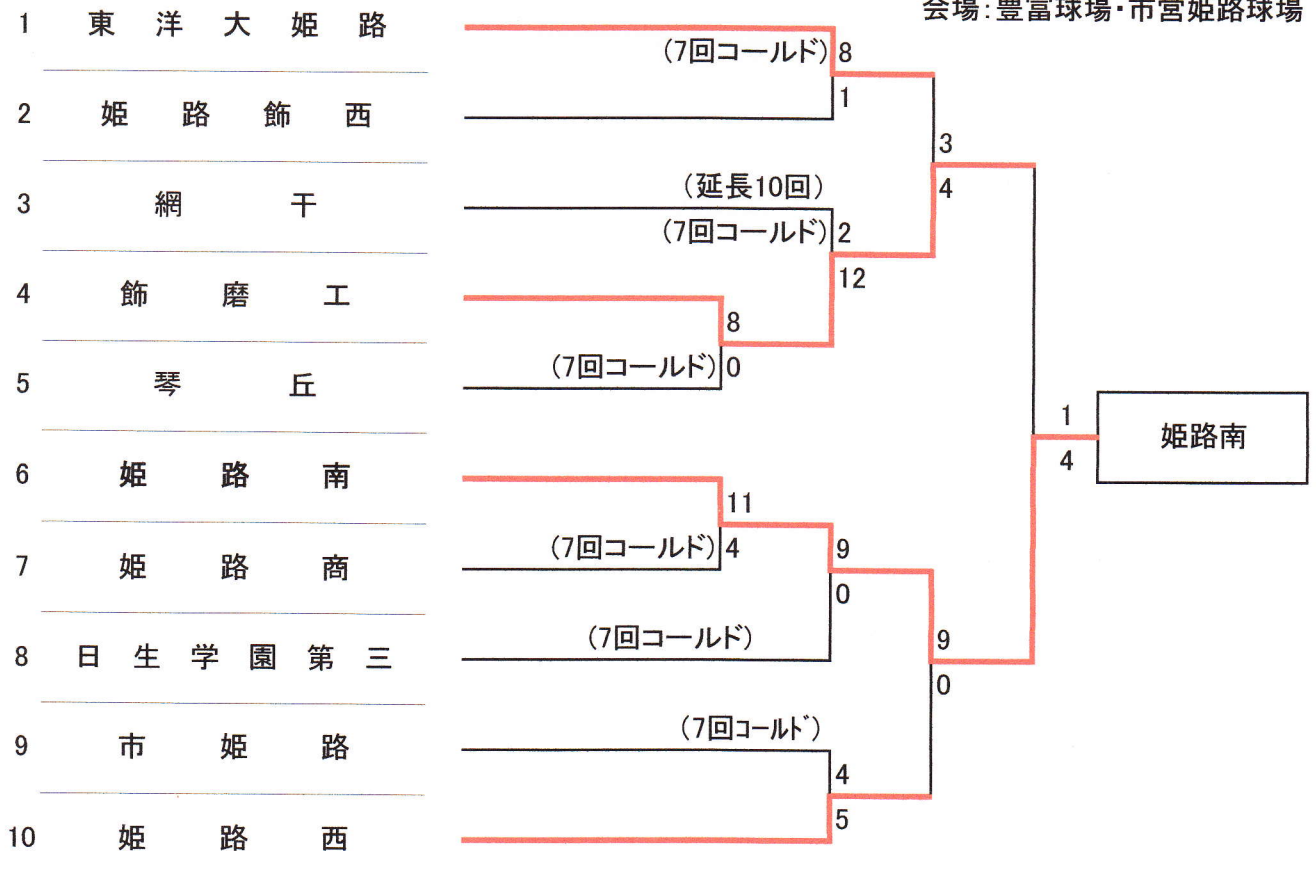 会場:豊富球場・市営姫路球場
1 東洋大姫路
(7回コールド) 8
1
2 姫路飾西
3
4
(延長10回)
3 網干
(7回コールド) 2
12
4 飾磨工
8
(7回コールド) 0
5 琴丘
1
姫路南
4
6 姫路南
11
(7回コールド) 4
9
7 姫路商
0
(7回コールド)
9
8 日生学園第三
0
(7回コールド)
9 市姫路
4
5
10 姫路西